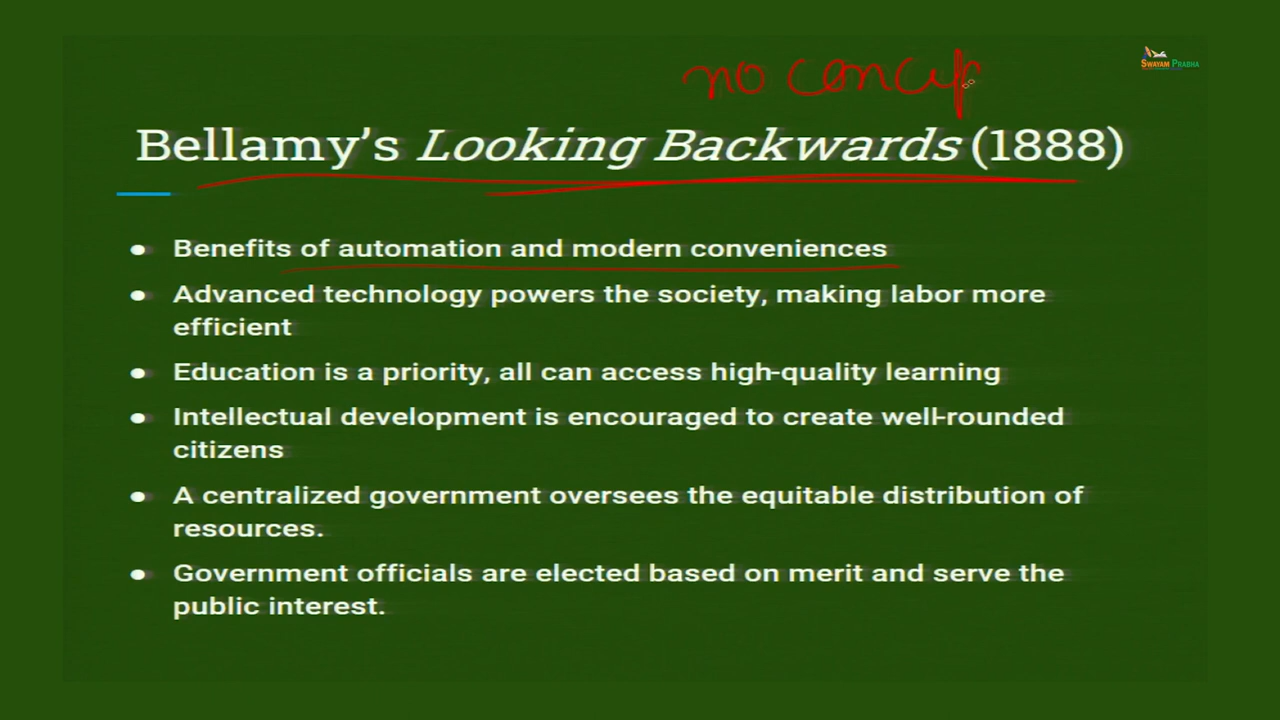 no concep
SWAYAM PRABHA
Bellamy's Looking Backwards (1888)
● Benefits of automation and modern conveniences
● Advanced technology powers the society, making labor more
efficient
● Education is a priority, all can access high-quality learning
● Intellectual development is encouraged to create well-rounded
citizens
● A centralized government oversees the equitable distribution of
resources.
● Government officials are elected based on merit and serve the
public interest.